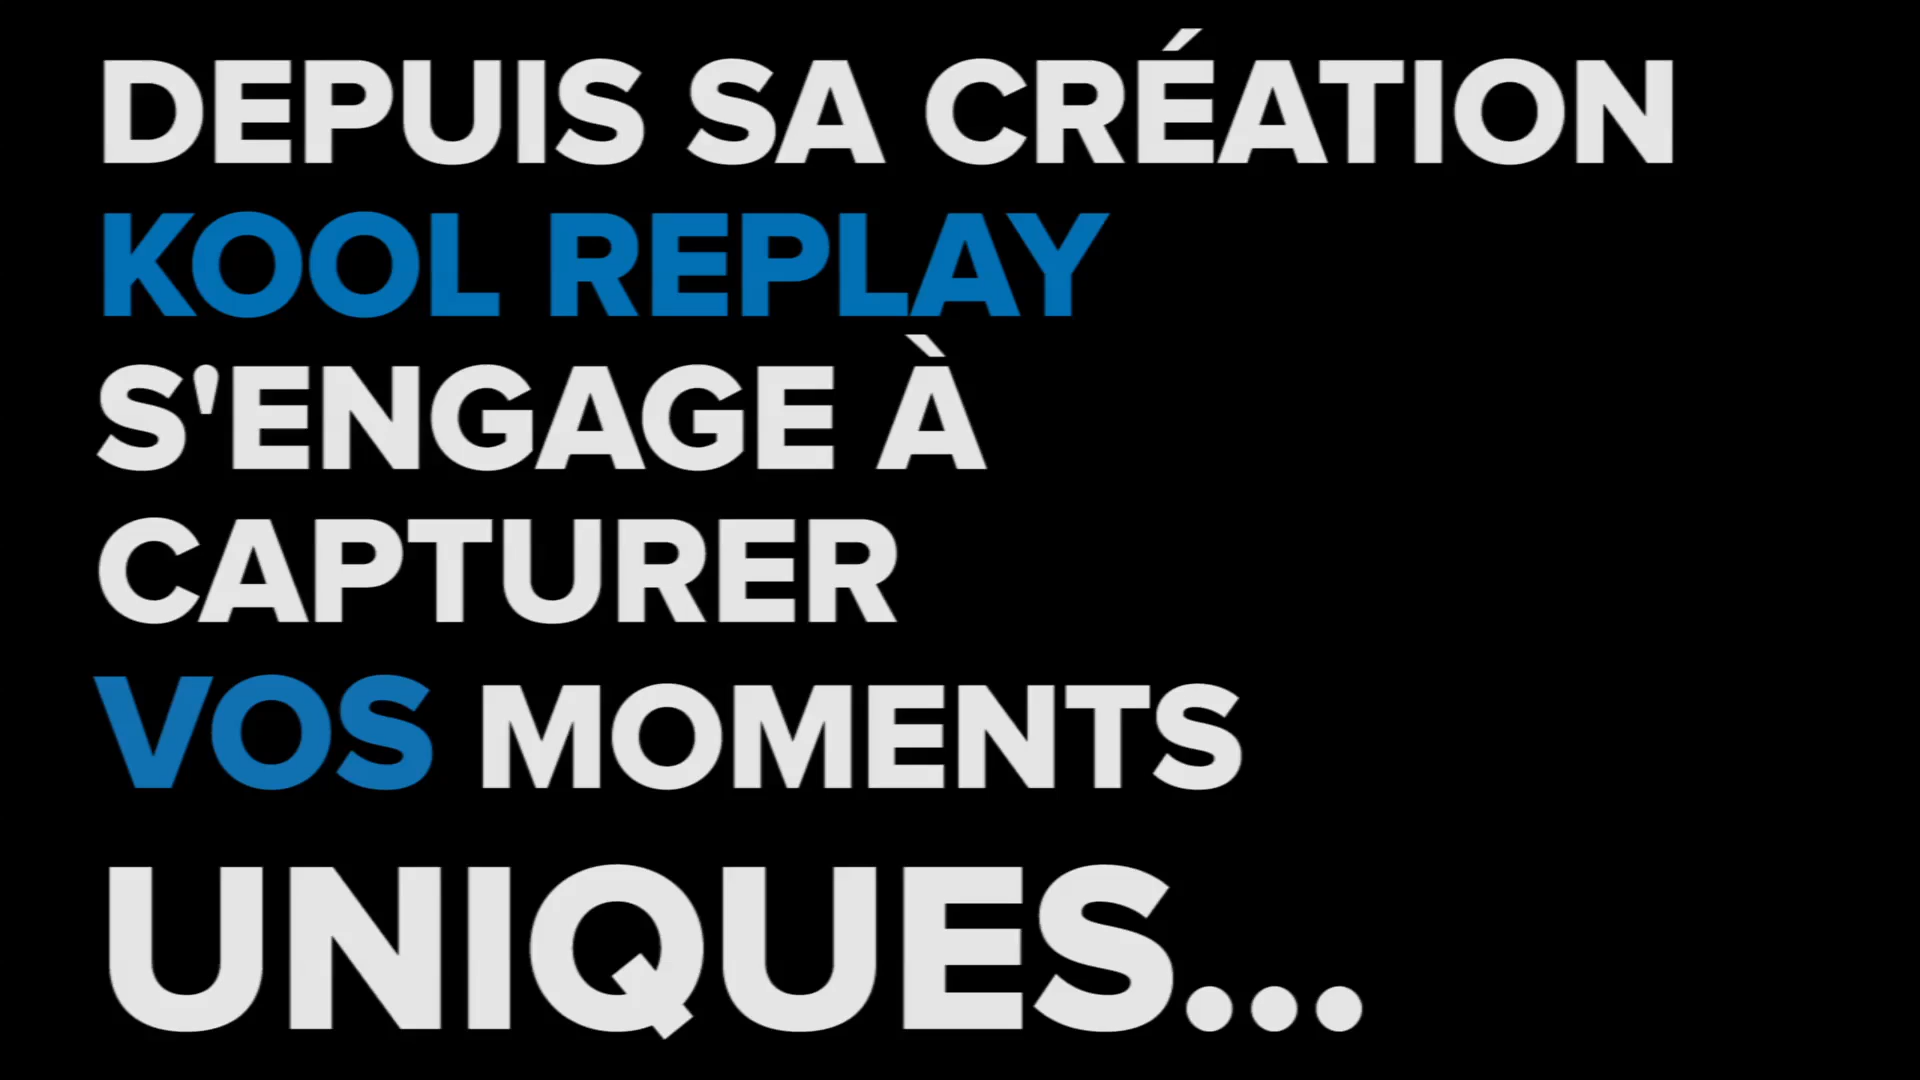 DEPUIS SA CRÉATION
KOOL REPLAY
S'ENGAGE À
CAPTURER
VOS MOMENTS
UNIQUES...